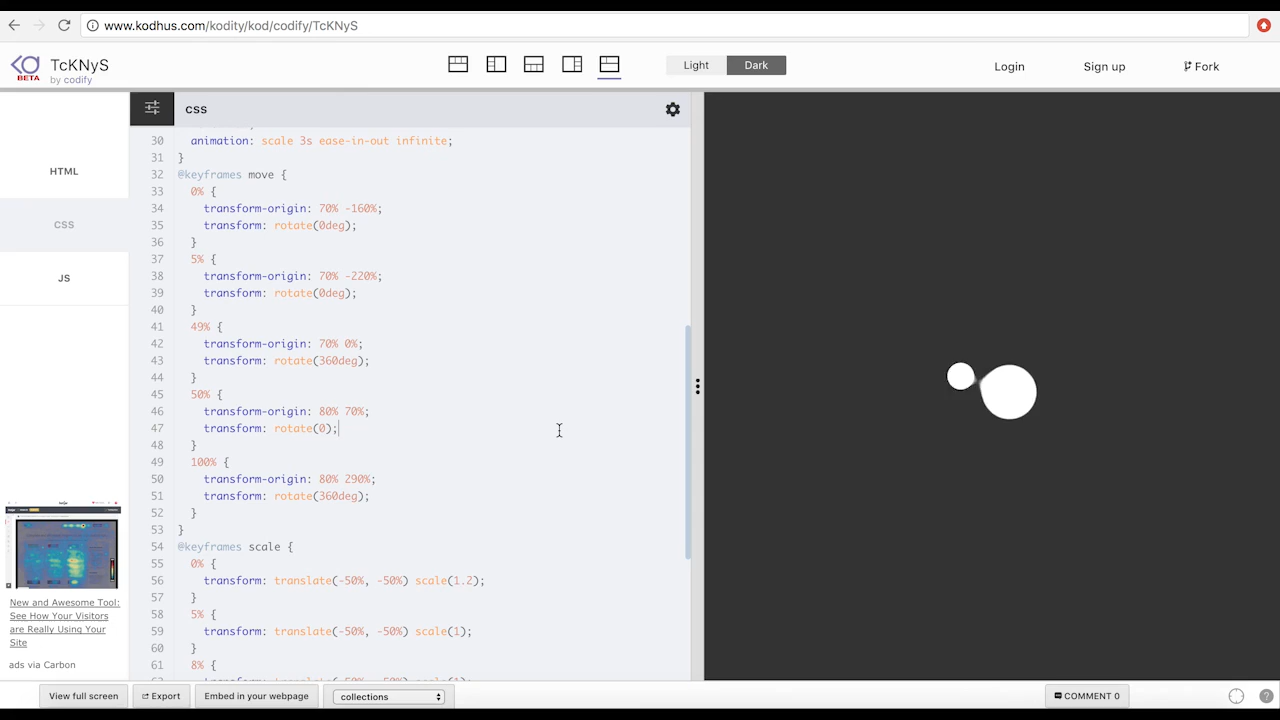 www.kodhus.com/kodity/kod/codify/TcKNyS
BETA
TcKNyS
by codify
Light
Dark
Login
Sign up
Fork
HTML
CSS
JS
css
30 animation: scale 3s ease-in-out infinite;
31 }
32 @keyframes move {
33 0% {
34 transform-origin: 70% -160%;
35 transform: rotate(0deg);
36 }
37 5% {
38 transform-origin: 70% -220%;
39 transform: rotate(0deg);
40 }
41 49% {
42 transform-origin: 70% 0%;
43 transform: rotate(360deg);
44 }
45 50% {
46 transform-origin: 80% 70%;
47 transform: rotate(0);
48 }
49 100% {
50 transform-origin: 80% 290%;
51 transform: rotate(360deg);
52 }
53 }
54 @keyframes scale {
55 0% {
56 transform: translate(-50%, -50%) scale(1.2);
57 }
58 5% {
59 transform: translate(-50%, -50%) scale(1);
60 }
61 8% {
New and Awesome Tool:
See How Your Visitors
are Really Using Your
Site
ads via Carbon
View full screen
Export
Embed in your webpage
collections
COMMENT 0